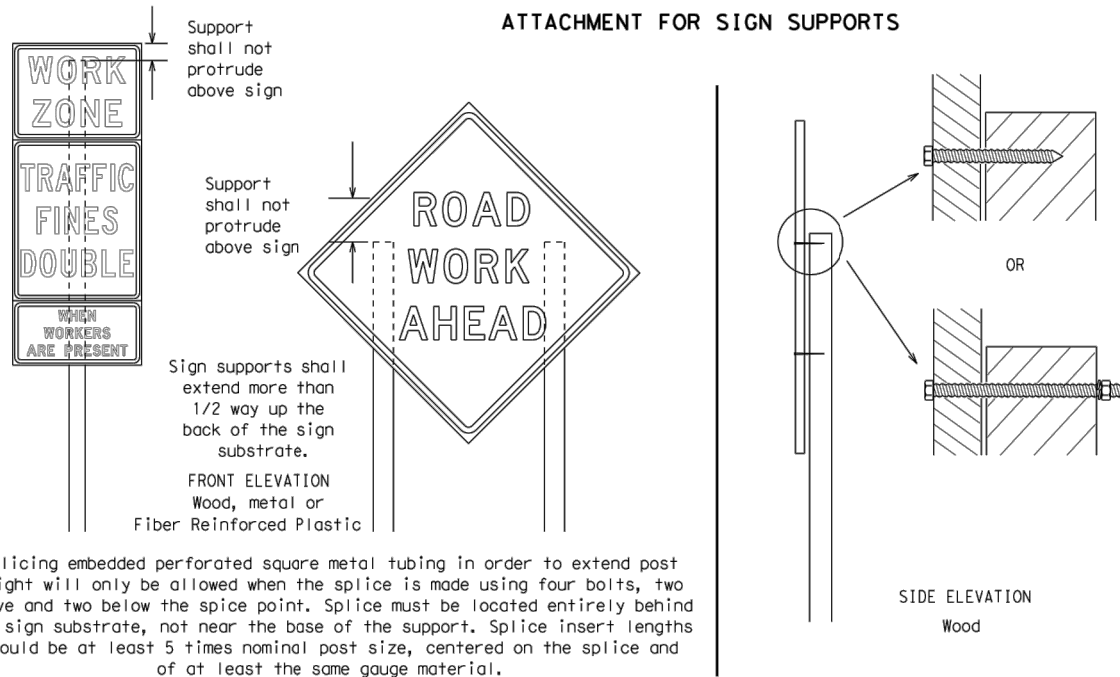 ATTACHMENT FOR SIGN SUPPORTS
Support
shall not
protrude
above sign
WORK
ZONE
TRAFFIC
FINES
DOUBLE
WHEN
WORKERS
ARE PRESENT
Support
shall not
protrude
above sign
ROAD
WORK
AHEAD
Sign supports shall
extend more than
1/2 way up the
back of the sign
substrate.
FRONT ELEVATION
Wood, metal or
Fiber Reinforced Plastic
OR
SIDE ELEVATION
Wood
licing embedded perforated square metal tubing in order to extend post
ight will only be allowed when the splice is made using four bolts, two
ve and two below the spice point. Splice must be located entirely behind
sign substrate, not near the base of the support. Splice insert lengths
ould be at least 5 times nominal post size, centered on the splice and
of at least the same gauge material.